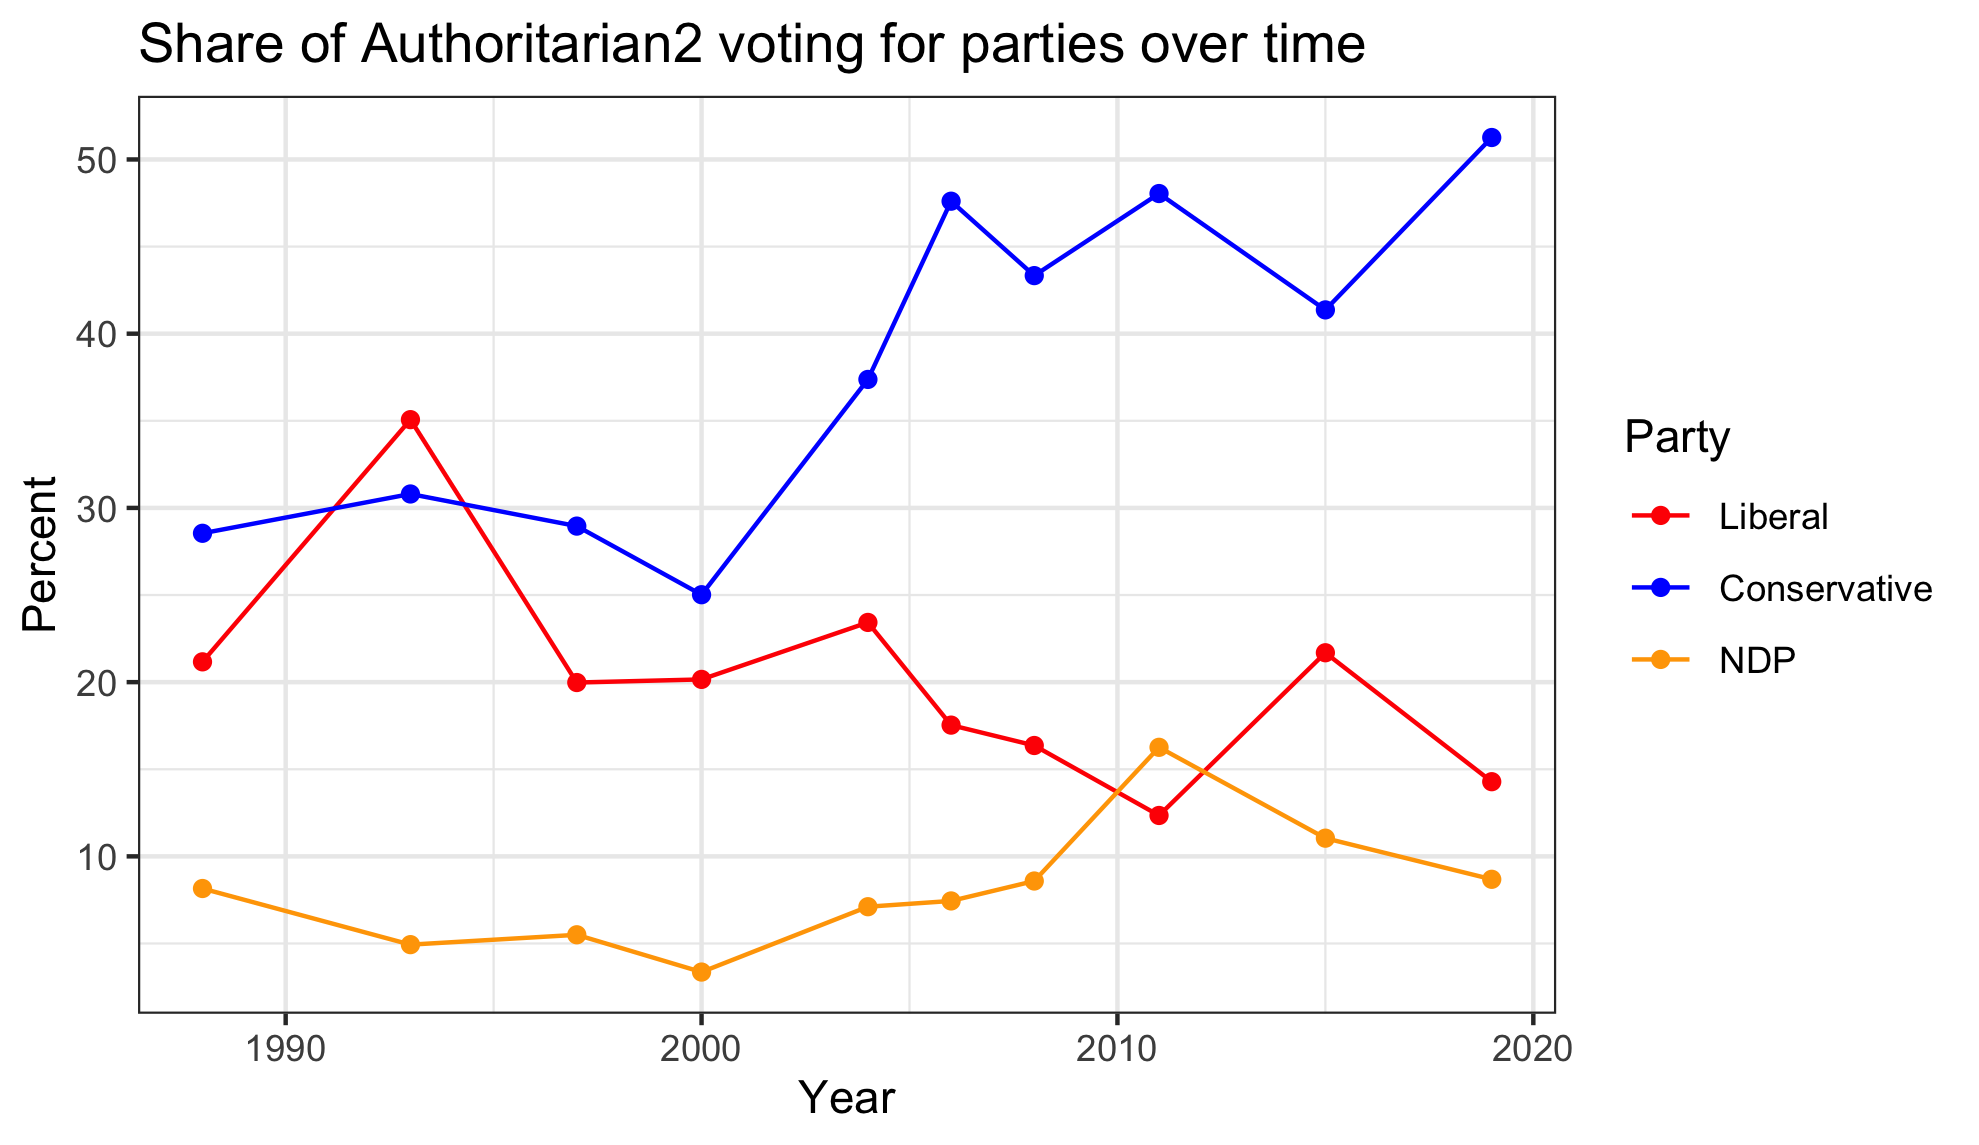 Share of Authoritarian2 voting for parties over time
Percent
50
40
30
20
10
1990
2000
2010
2020
Year
Party
Liberal
Conservative
NDP